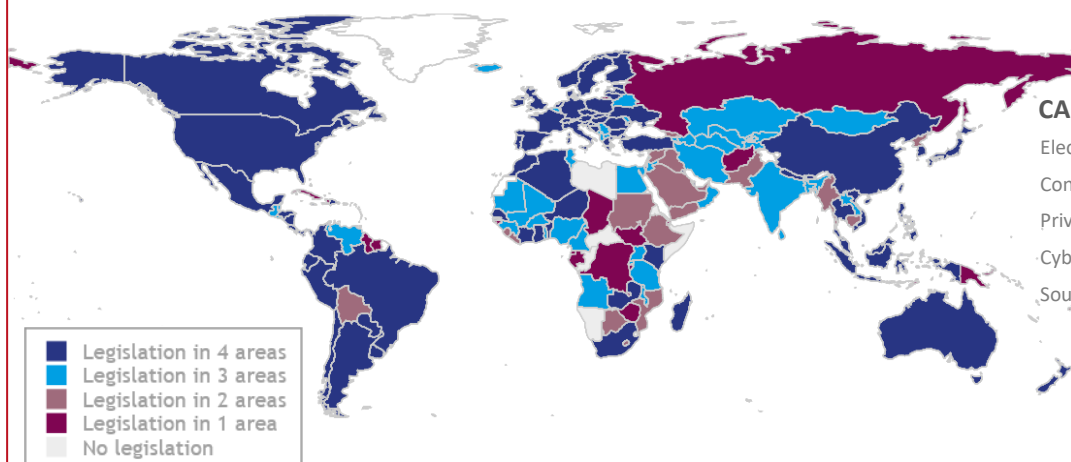 CA
Elec
Con
Priv
Cyb
Sou
Legislation in 4 areas
Legislation in 3 areas
Legislation in 2 areas
Legislation in 1 area
No legislation